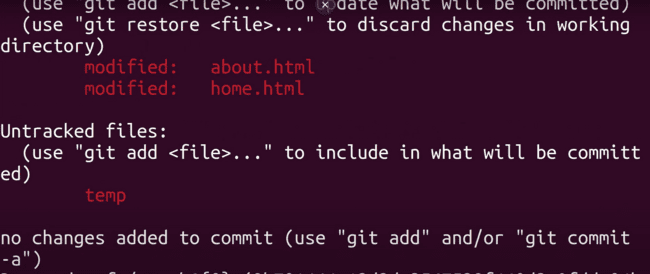 (use "git add <file>..." to date what will be committed)
(use "git restore <file>..." to discard changes in working
directory)
modified: about.html
modified: home.html
Untracked files:
(use "git add <file>..." to include in what will be committ
ed)
temp
no changes added to commit (use "git add" and/or "git commit
-a")